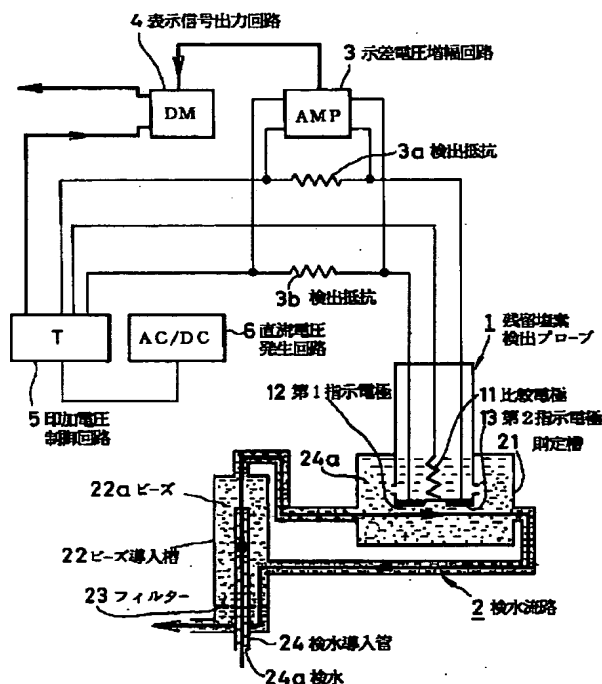 4 表示信号出力回路
3 示差電圧増幅回路
DM
AMP
3a 検出抵抗
3b 検出抵抗
T
AC/DC
6 直流電圧
発生回路
5 印加電圧
制御回路
1 残留塩素
検出プローブ
12 第1指示電極
11 比較電極
13 第2指示電極
21 測定槽
24a
22a ビーズ
22 ビーズ導入槽
23 フィルター
2 検水流路
24 検水導入管
24a 検水